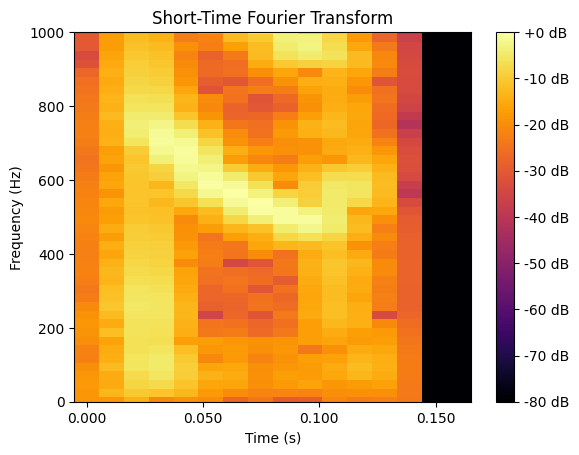 Short-Time Fourier Transform
Frequency (Hz)
1000
800
600
400
200
0
0.000 0.050 0.100 0.150
Time (s)
+0 dB
-10 dB
-20 dB
-30 dB
-40 dB
-50 dB
-60 dB
-70 dB
-80 dB